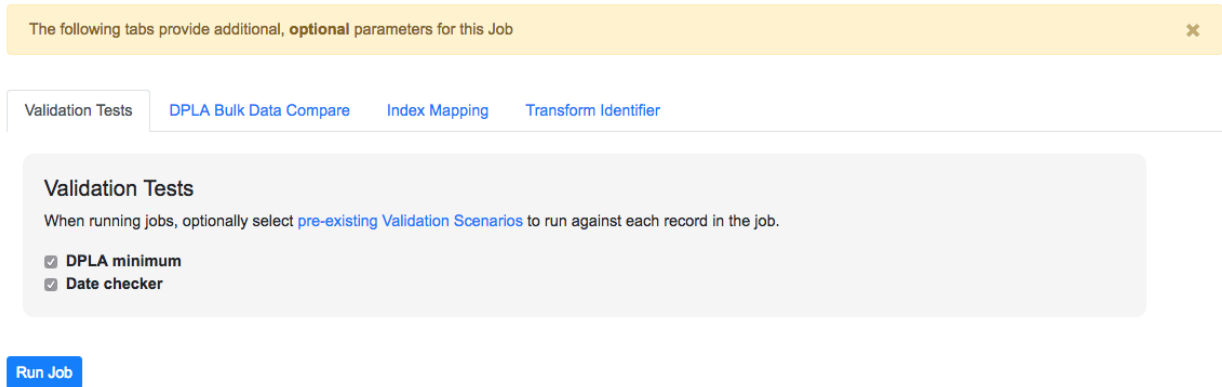 The following tabs provide additional, optional parameters for this Job
Validation Tests DPLA Bulk Data Compare Index Mapping Transform Identifier
Validation Tests
When running jobs, optionally select pre-existing Validation Scenarios to run against each record in the job.
DPLA minimum
Date checker
Run Job